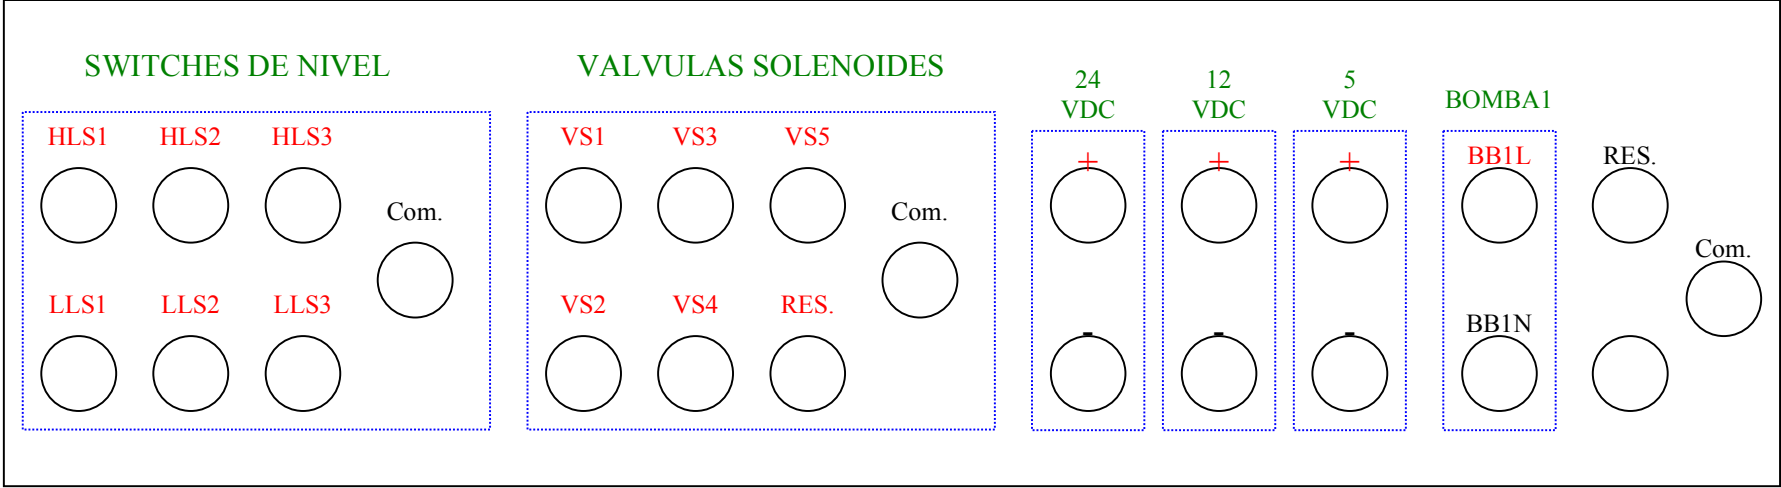 SWITCHES DE NIVEL
HLS1 HLS2 HLS3
Com.
LLS1 LLS2 LLS3
VALVULAS SOLENOIDES
VS1 VS3 VS5
Com.
VS2 VS4 RES.
24
VDC
+
-
12
VDC
+
-
5
VDC
+
-
BOMBA1
BB1L
BB1N
RES.
Com.